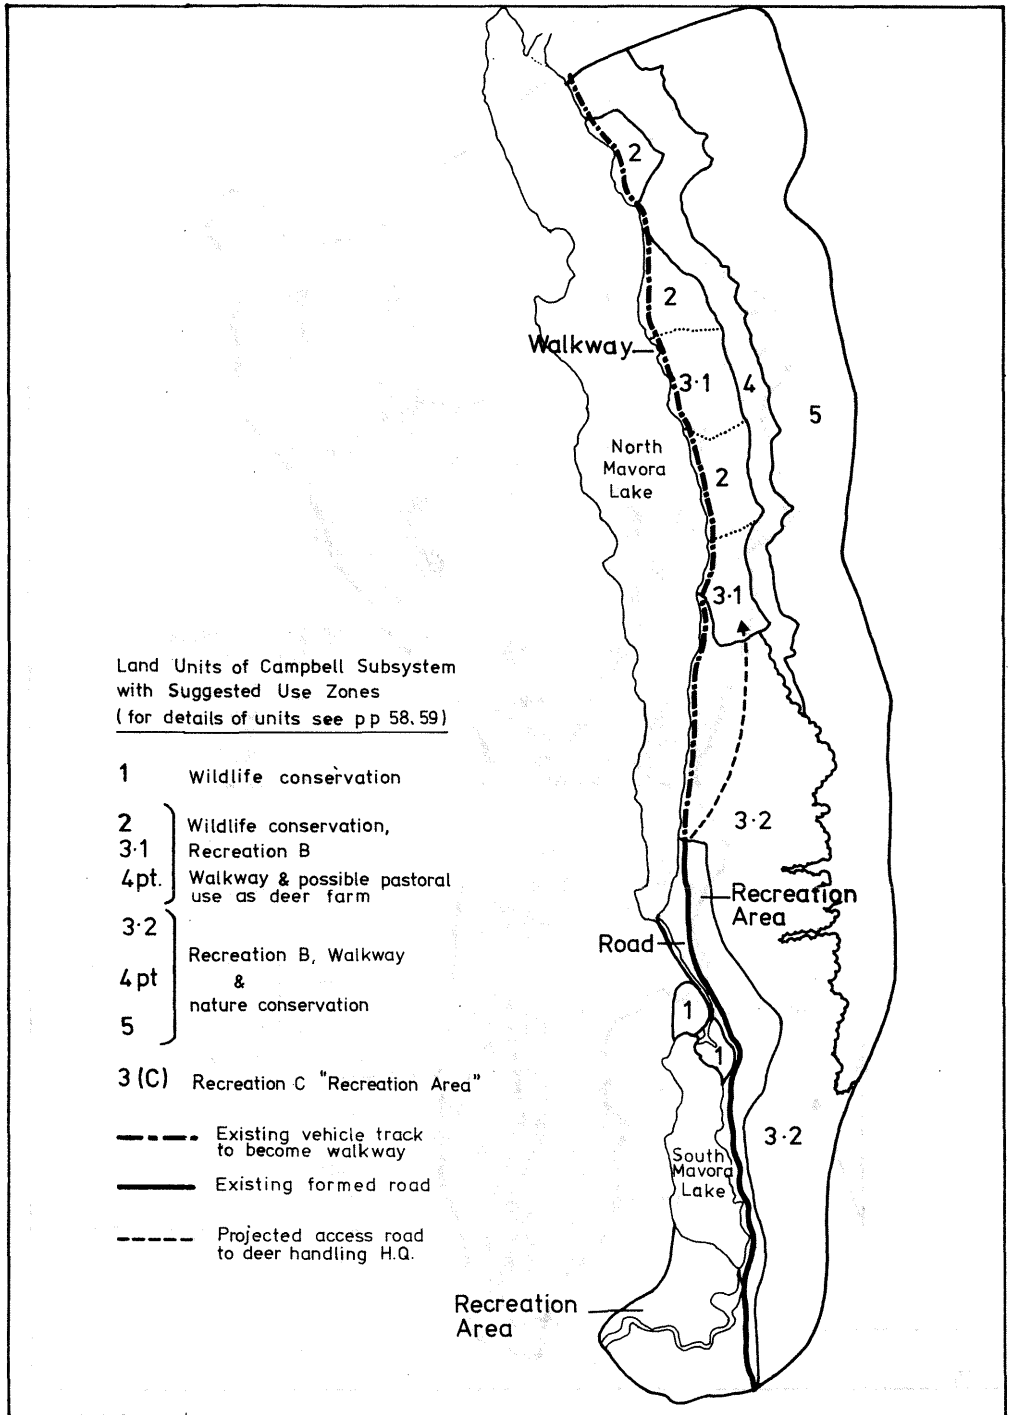 2
2
Walkway
3·1
4
5
North
Mavora
Lake
2
3·1
Land Units of Campbell Subsystem
with Suggested Use Zones
(for details of units see pp 58, 59)
1 Wildlife conservation
2 Wildlife conservation,
3·1 Recreation B
4pt. Walkway & possible pastoral
use as deer farm
3·2
Recreation B, Walkway
4pt &
nature conservation
5
3(C) Recreation C "Recreation Area"
Existing vehicle track
to become walkway
Existing formed road
Projected access road
to deer handling H.Q.
3·2
Recreation
Area
Road
1
1
3·2
South
Mavora
Lake
Recreation
Area